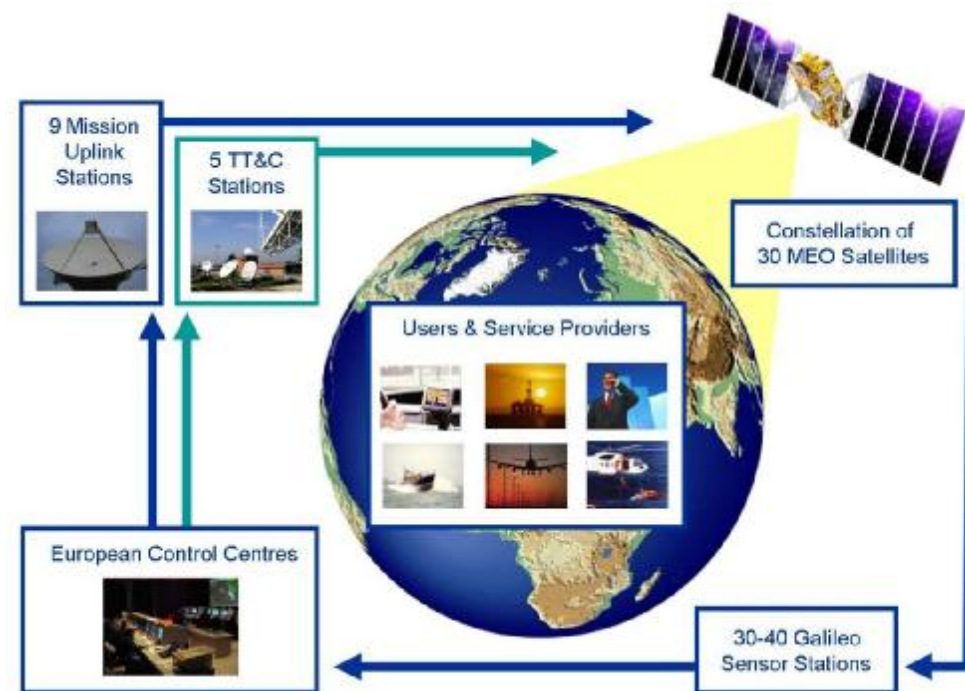 9 Mission
Uplink
Stations
5 TT&C
Stations
Constellation of
30 MEO Satellites
Users & Service Providers
European Control Centres
30-40 Galileo
Sensor Stations